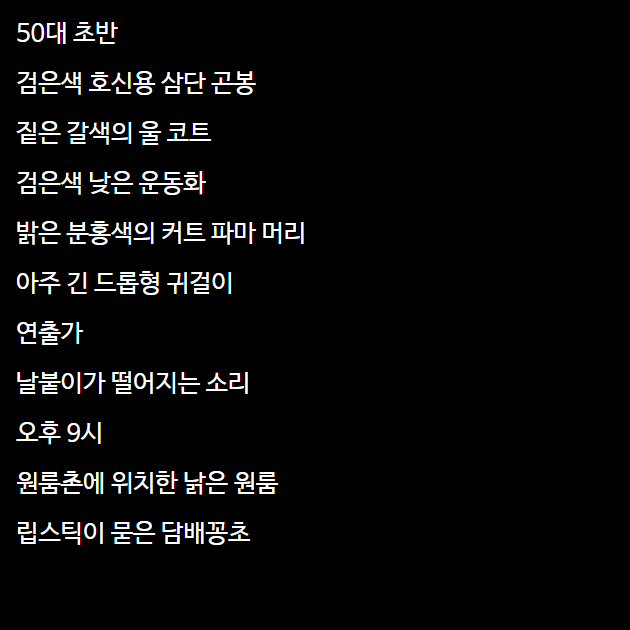 50대 초반
검은색 호신용 삼단 곤봉
짙은 갈색의 울 코트
검은색 낮은 운동화
밝은 분홍색의 커트 파마 머리
아주 긴 드롭형 귀걸이
연출가
날붙이가 떨어지는 소리
오후 9시
원룸촌에 위치한 낡은 원룸
립스틱이 묻은 담배꽁초